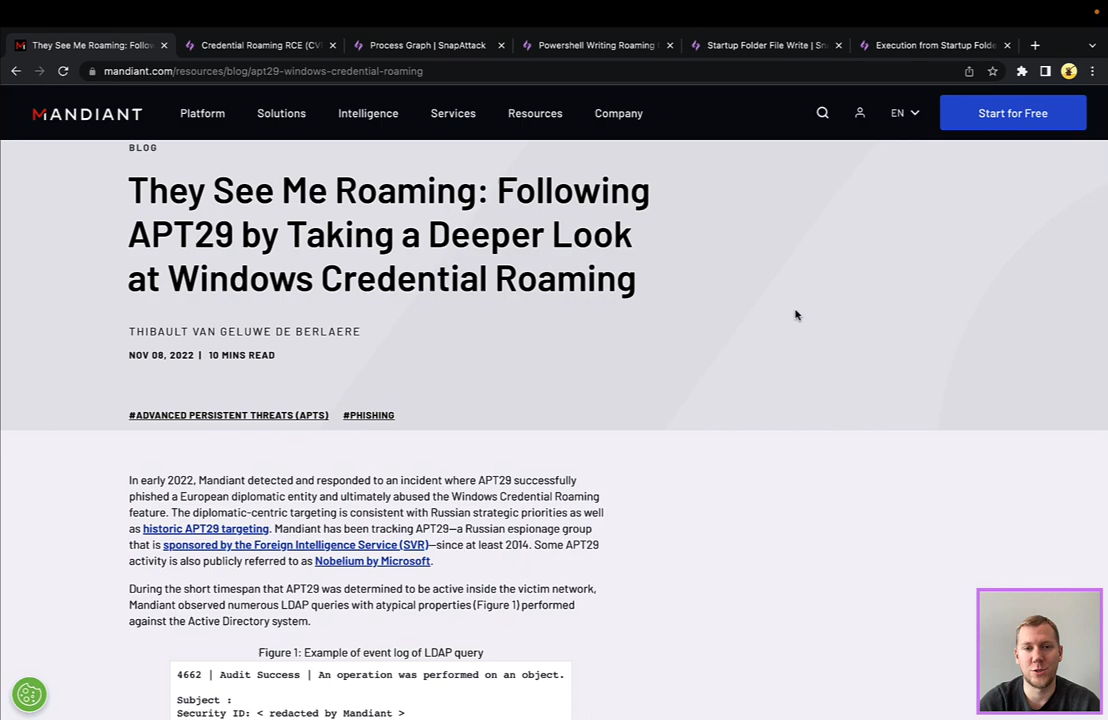 They See Me Roaming: Follow
Credential Roaming RCE (CV
Process Graph | SnapAttack
Powershell Writing Roaming
Startup Folder File Write | Sn
Execution from Startup Folde
mandiant.com/resources/blog/apt29-windows-credential-roaming
MANDIANT
Platform
Solutions
Intelligence
Services
Resources
Company
EN
Start for Free
BLOG
They See Me Roaming: Following
APT29 by Taking a Deeper Look
at Windows Credential Roaming
THIBAULT VAN GELUWE DE BERLAERE
NOV 08, 2022 | 10 MINS READ
#ADVANCED PERSISTENT THREATS (APTS) #PHISHING
In early 2022, Mandiant detected and responded to an incident where APT29 successfully
phished a European diplomatic entity and ultimately abused the Windows Credential Roaming
feature. The diplomatic-centric targeting is consistent with Russian strategic priorities as well
as historic APT29 targeting. Mandiant has been tracking APT29—a Russian espionage group
that is sponsored by the Foreign Intelligence Service (SVR)—since at least 2014. Some APT29
activity is also publicly referred to as Nobelium by Microsoft.
During the short timespan that APT29 was determined to be active inside the victim network,
Mandiant observed numerous LDAP queries with atypical properties (Figure 1) performed
against the Active Directory system.
Figure 1: Example of event log of LDAP query
4662 | Audit Success | An operation was performed on an object.
Subject :
Security ID: < redacted by Mandiant >